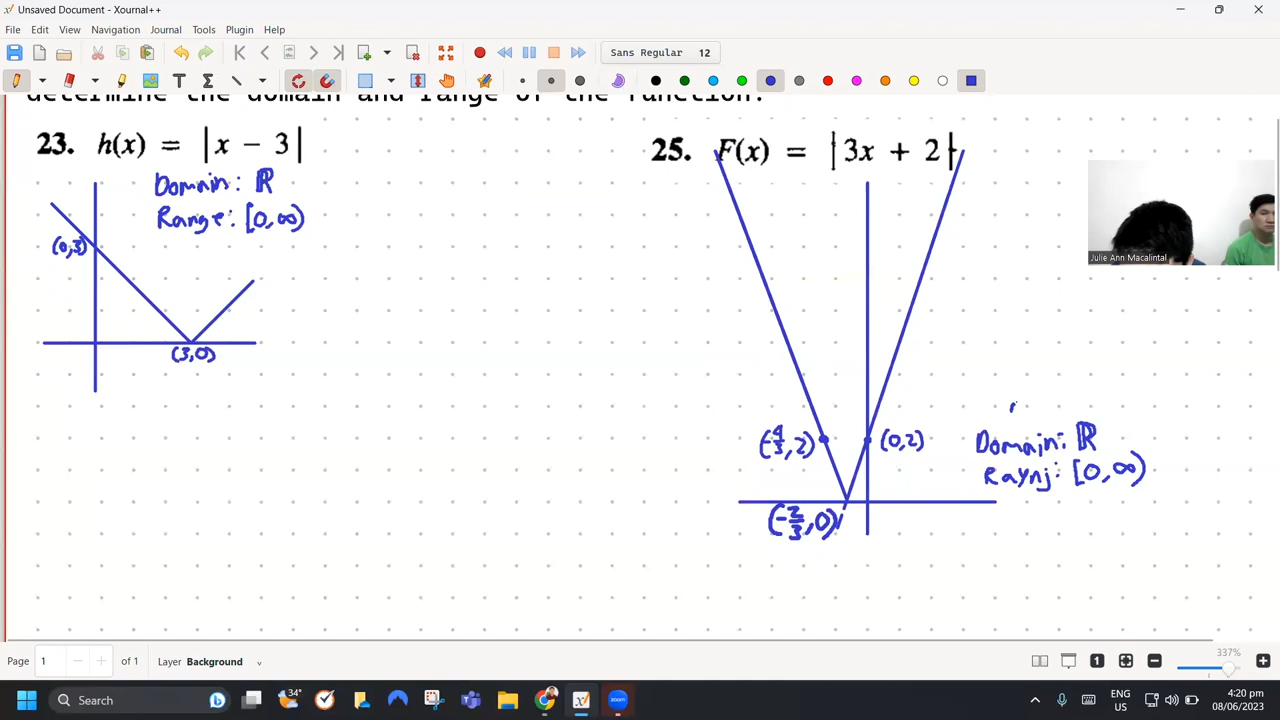 Unsaved Document - Xournal++
File Edit View Navigation Journal Tools Plugin Help
Sans Regular 12
determine the domain and range of the function.
23. h(x) = |x − 3|
Domain: ℝ
Range: [0,∞)
(0,3)
(3,0)
25. F(x) = |3x + 2|
(-4/3, 2)
(0,2)
(-2/3, 0)
Domain: ℝ
Raynj: [0,∞)
Julie Ann Macalintal
Page 1 of 1 Layer Background
337%
Search
34°
zoom
ENG
US
4:20 pm
08/06/2023